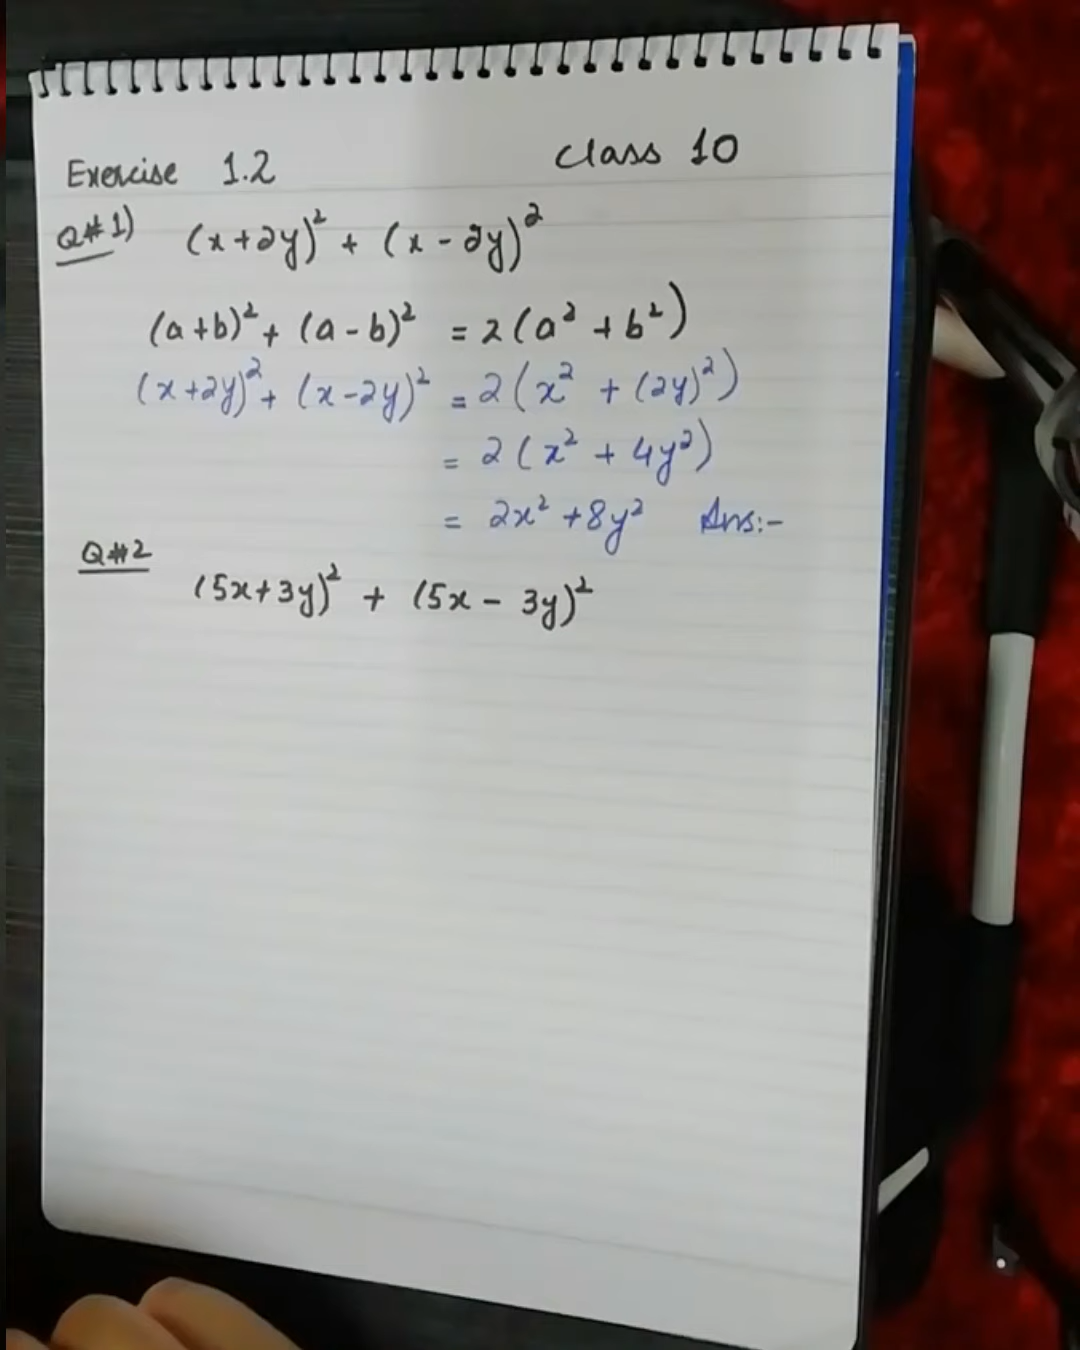 Exercise 1.2 Class 10
Q#1) (x+2y)² + (x-2y)²
(a+b)² + (a-b)² = 2(a² + b²)
(x+2y)² + (x-2y)² = 2(x² + (2y)²)
= 2(x² + 4y²)
= 2x² + 8y² Ans:-
Q#2
(5x+3y)² + (5x - 3y)²